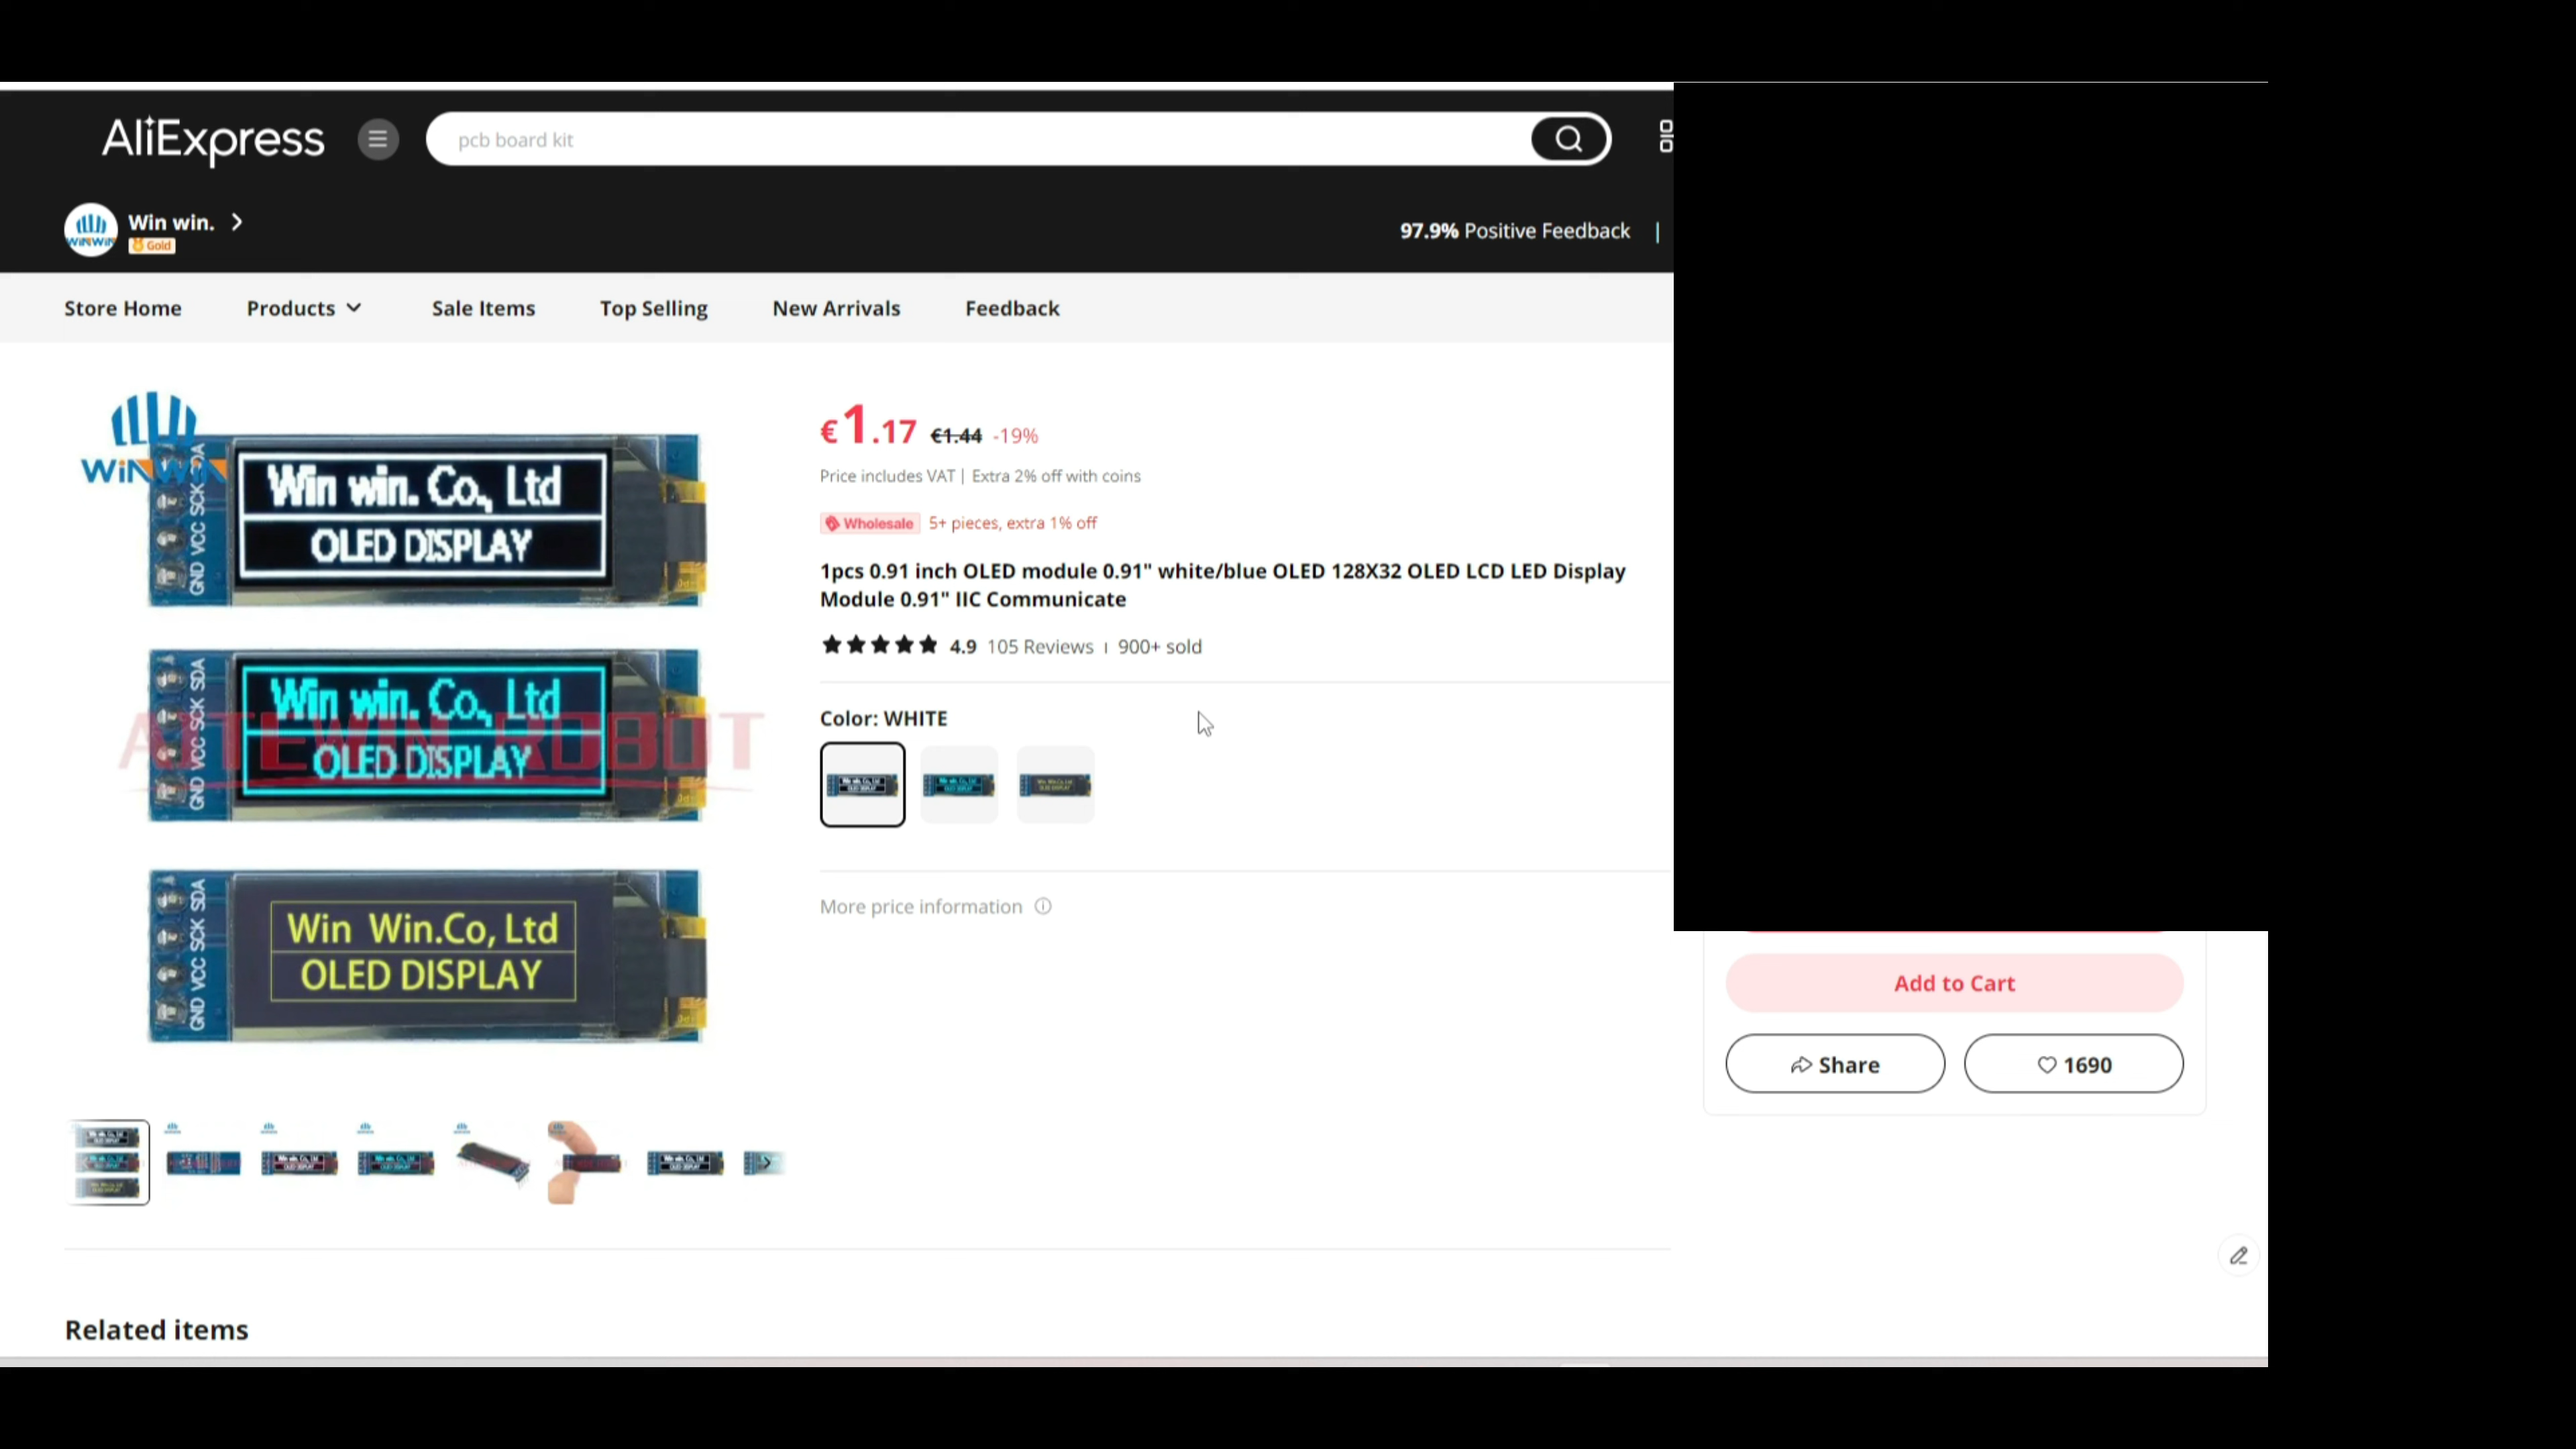 AliExpress
pcb board kit
Win win.
Gold
WINWIN
97.9% Positive Feedback |
Store Home
Products
Sale Items
Top Selling
New Arrivals
Feedback
WiNWiN
GND VCC SCK SDA
Win win. Co., Ltd
OLED DISPLAY
GND VCC SCK SDA
Win win. Co., Ltd
OLED DISPLAY
GND VCC SCK SDA
Win Win.Co, Ltd
OLED DISPLAY
€1.17 €1.44 -19%
Price includes VAT | Extra 2% off with coins
Wholesale 5+ pieces, extra 1% off
1pcs 0.91 inch OLED module 0.91" white/blue OLED 128X32 OLED LCD LED Display
Module 0.91" IIC Communicate
4.9 105 Reviews | 900+ sold
Color: WHITE
More price information
Add to Cart
Share
1690
Related items